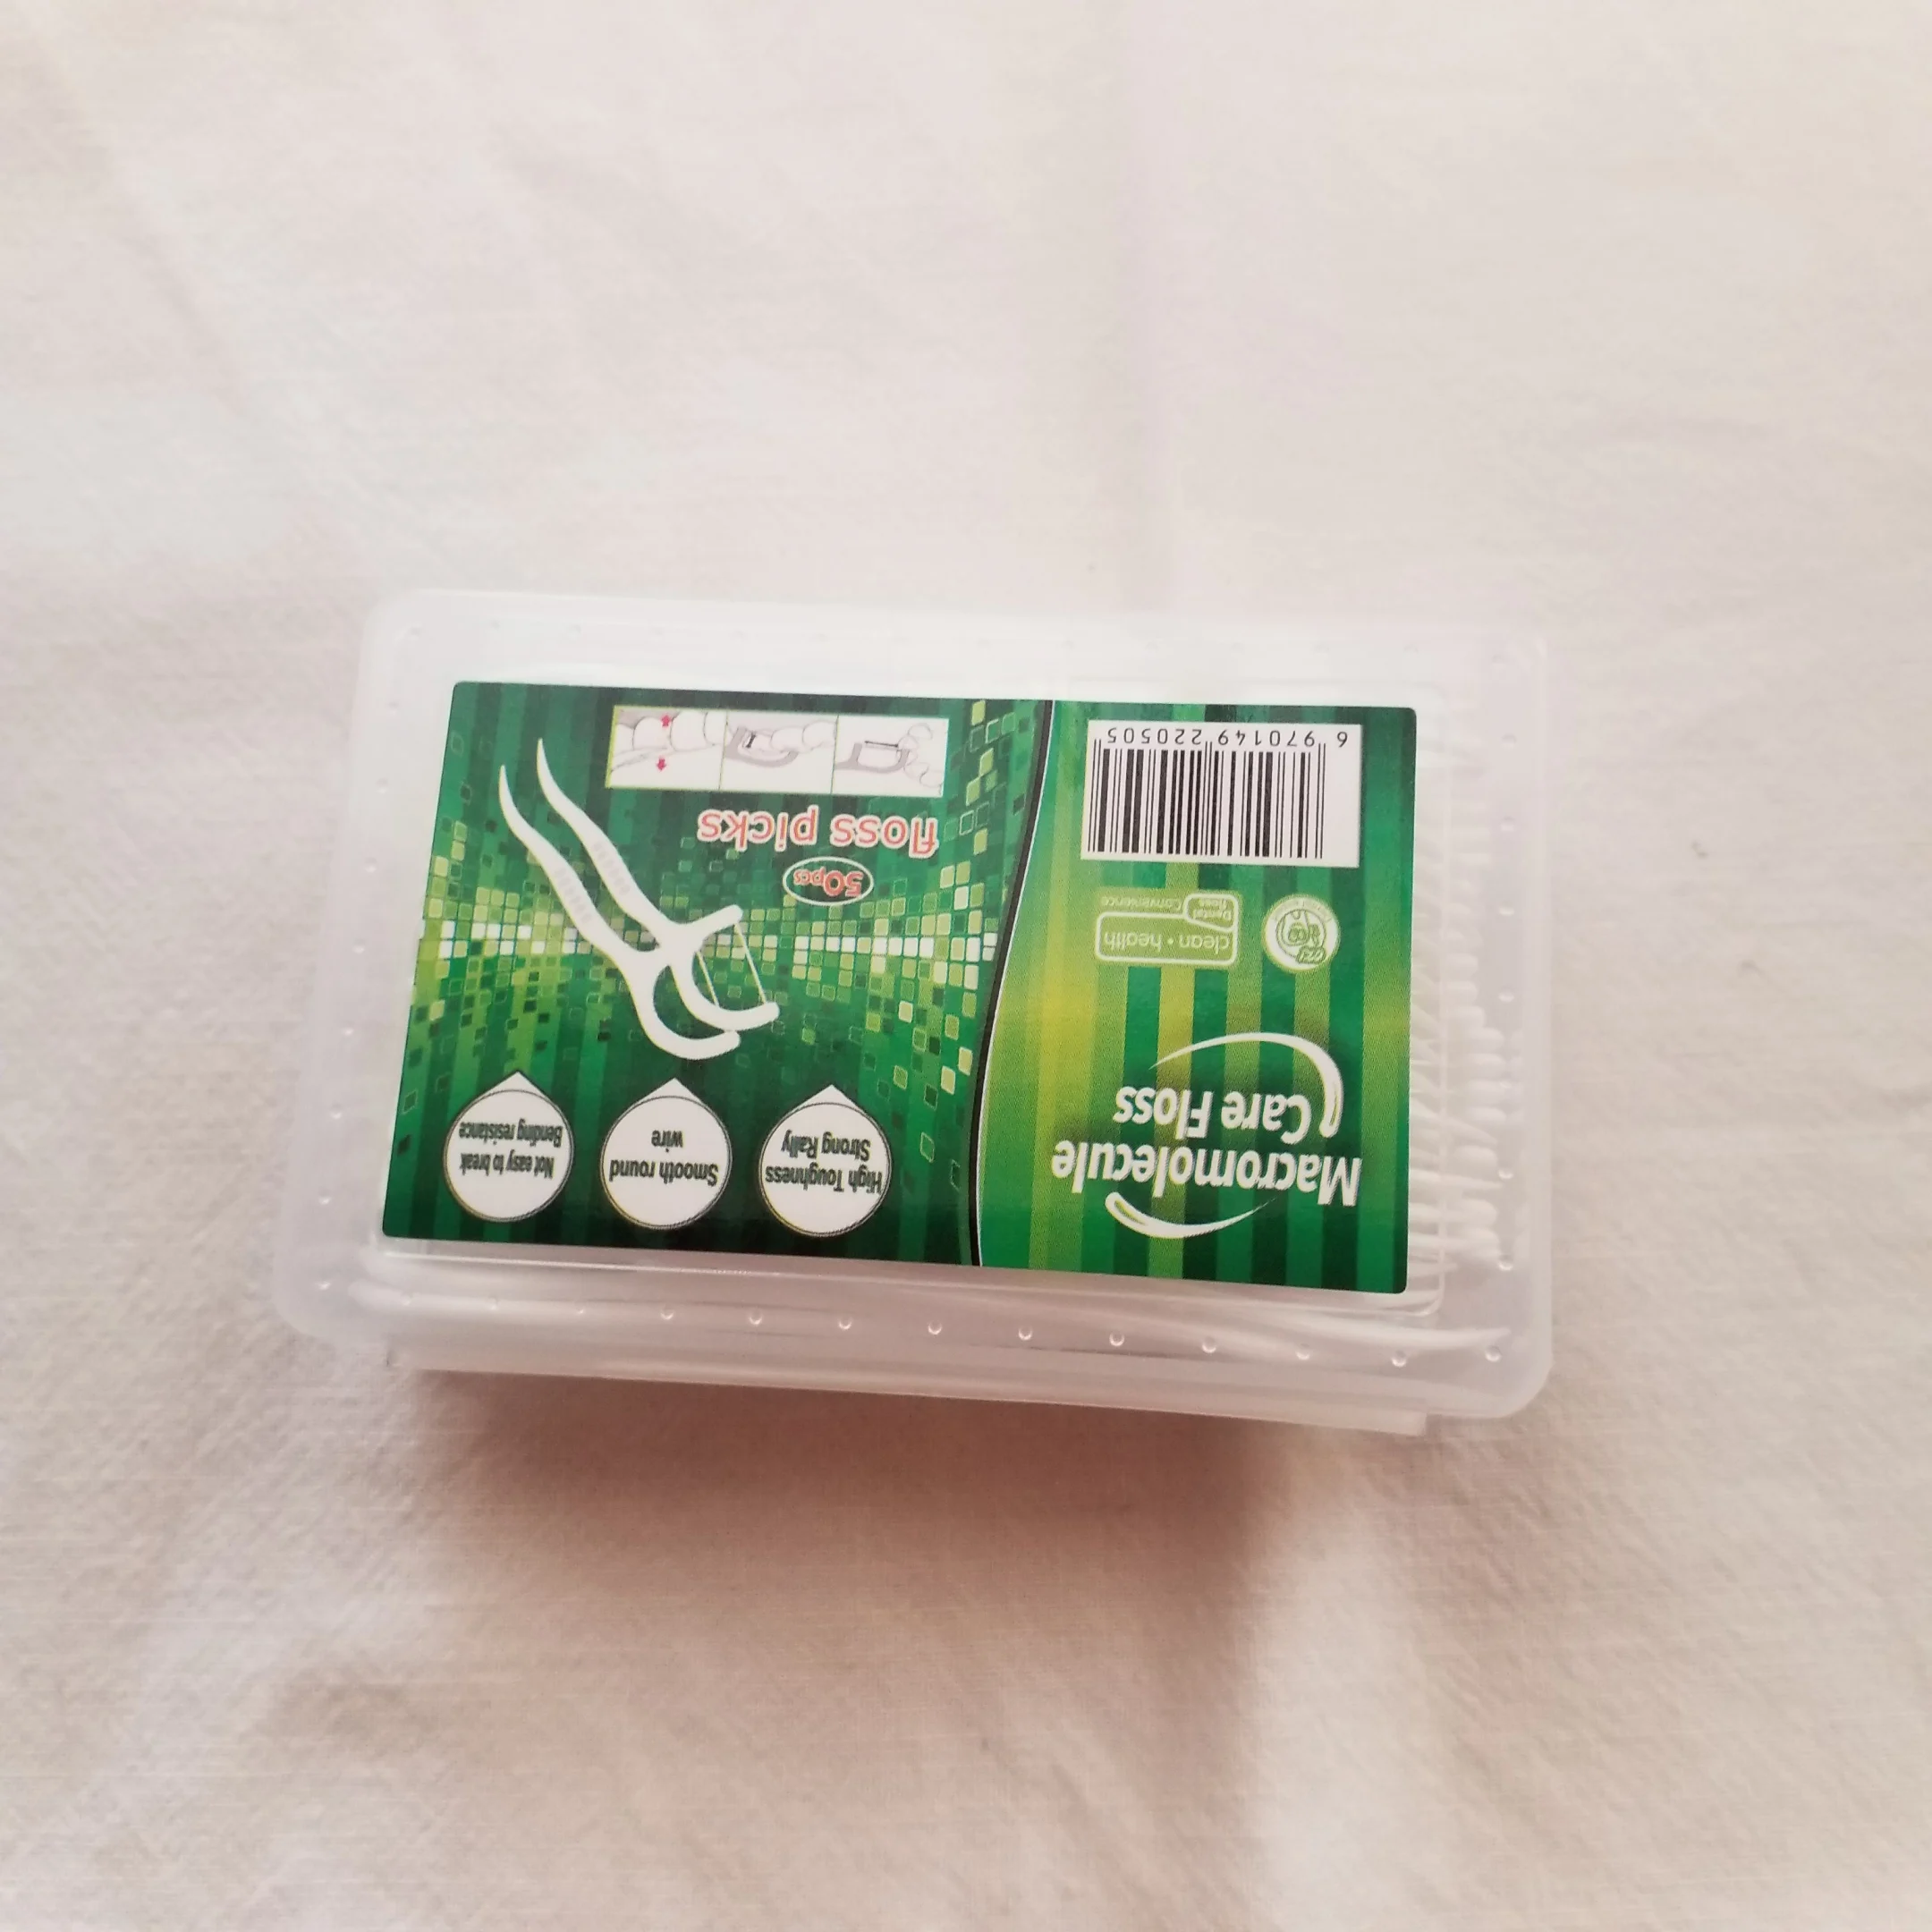 Macromolecule
Care Floss
clean • health
Dental
floss
Convenience
6 970149 220505
High Toughness
Strong Rally
Smooth round
wire
Not easy to break
Bending resistance
50pcs
floss picks